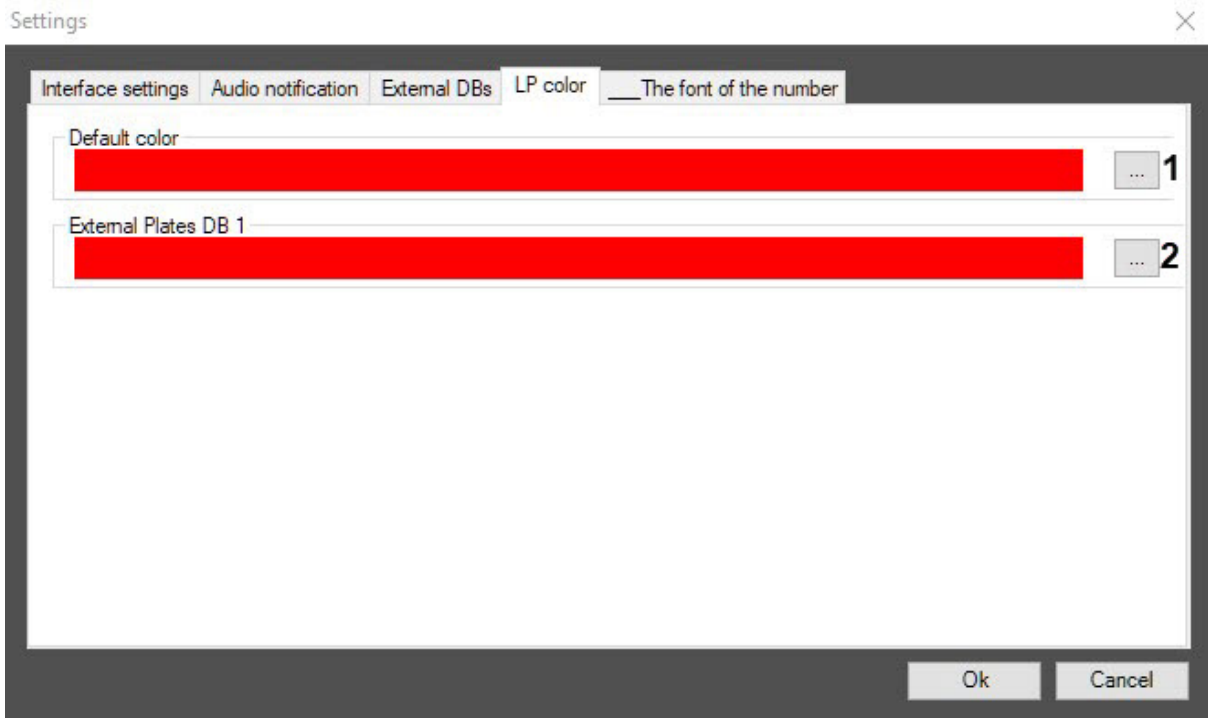 Settings
Interface settings Audio notification External DBs LP color ___The font of the number
Default color
... 1
External Plates DB 1
... 2
Ok Cancel